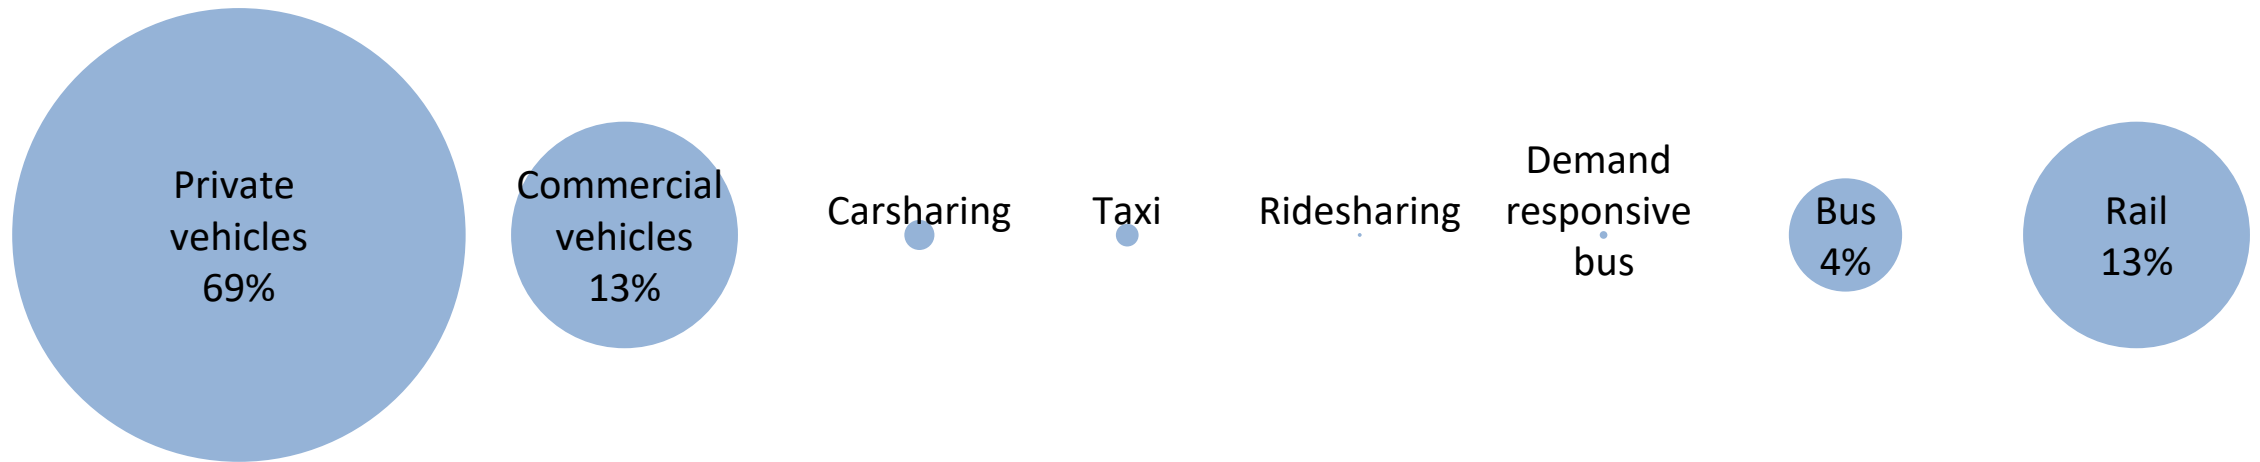 Private
vehicles
69%
Commercial
vehicles
13%
Carsharing
Taxi
Ridesharing
Demand
responsive
bus
Bus
4%
Rail
13%